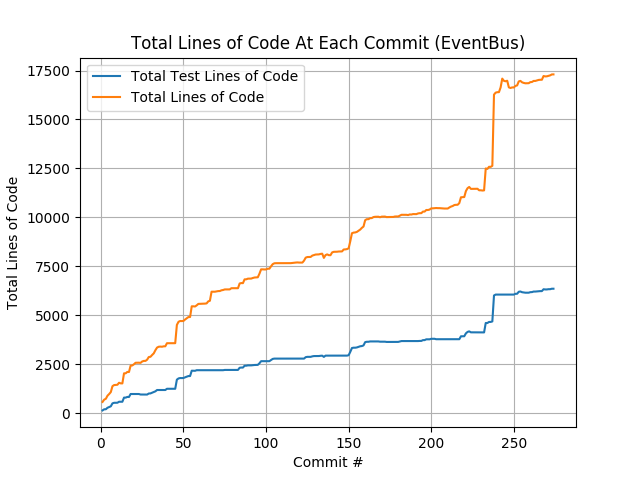 Total Lines of Code At Each Commit (EventBus)
Total Test Lines of Code
Total Lines of Code
17500
15000
12500
10000
7500
5000
2500
0
Total Lines of Code
0 50 100 150 200 250
Commit #